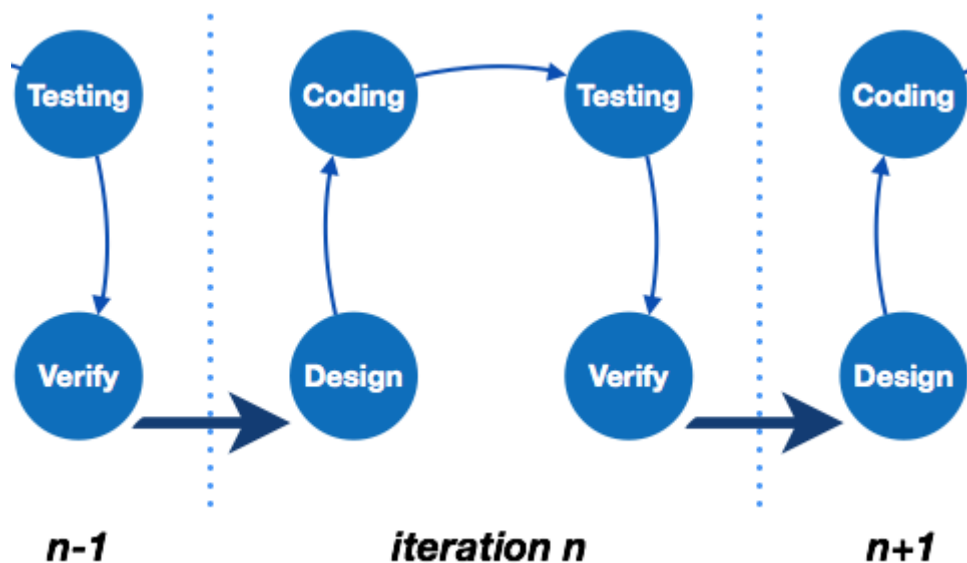 Testing
Coding
Testing
Coding
Verify
Design
Verify
Design
n-1
iteration n
n+1